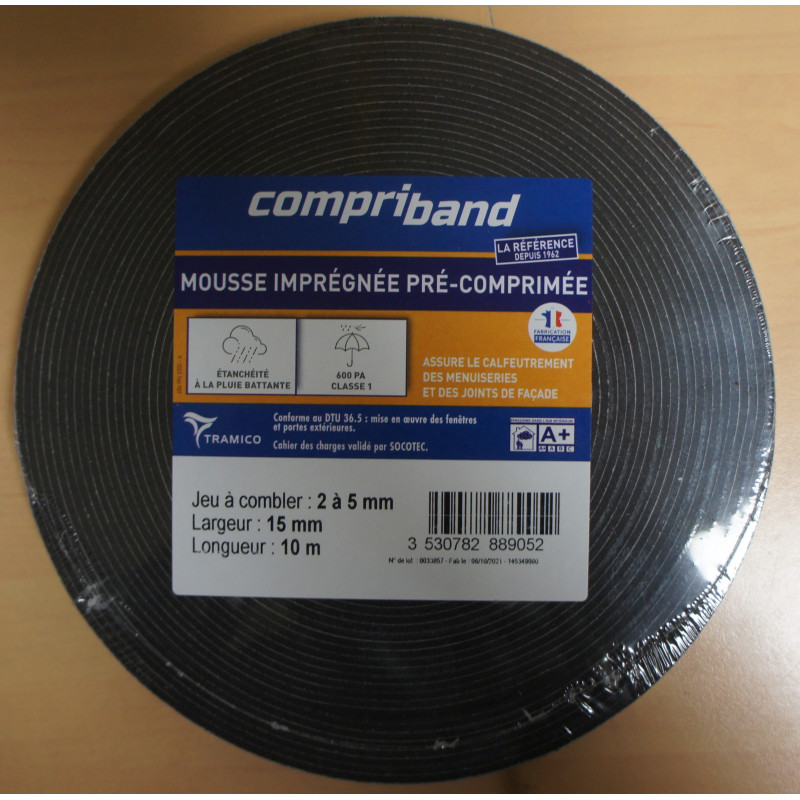 compriband
LA RÉFÉRENCE
DEPUIS 1962
MOUSSE IMPRÉGNÉE PRÉ-COMPRIMÉE
FABRICATION
FRANÇAISE
ÉTANCHÉITÉ
À LA PLUIE BATTANTE
600 PA
CLASSE 1
ASSURE LE CALFEUTREMENT
DES MENUISERIES
ET DES JOINTS DE FAÇADE
TRAMICO
Conforme au DTU 36.5 : mise en œuvre des fenêtres
et portes extérieures.
Cahier des charges validé par SOCOTEC.
A+
A+ A B C
Jeu à combler : 2 à 5 mm
Largeur : 15 mm
Longueur : 10 m
3 530782 889052